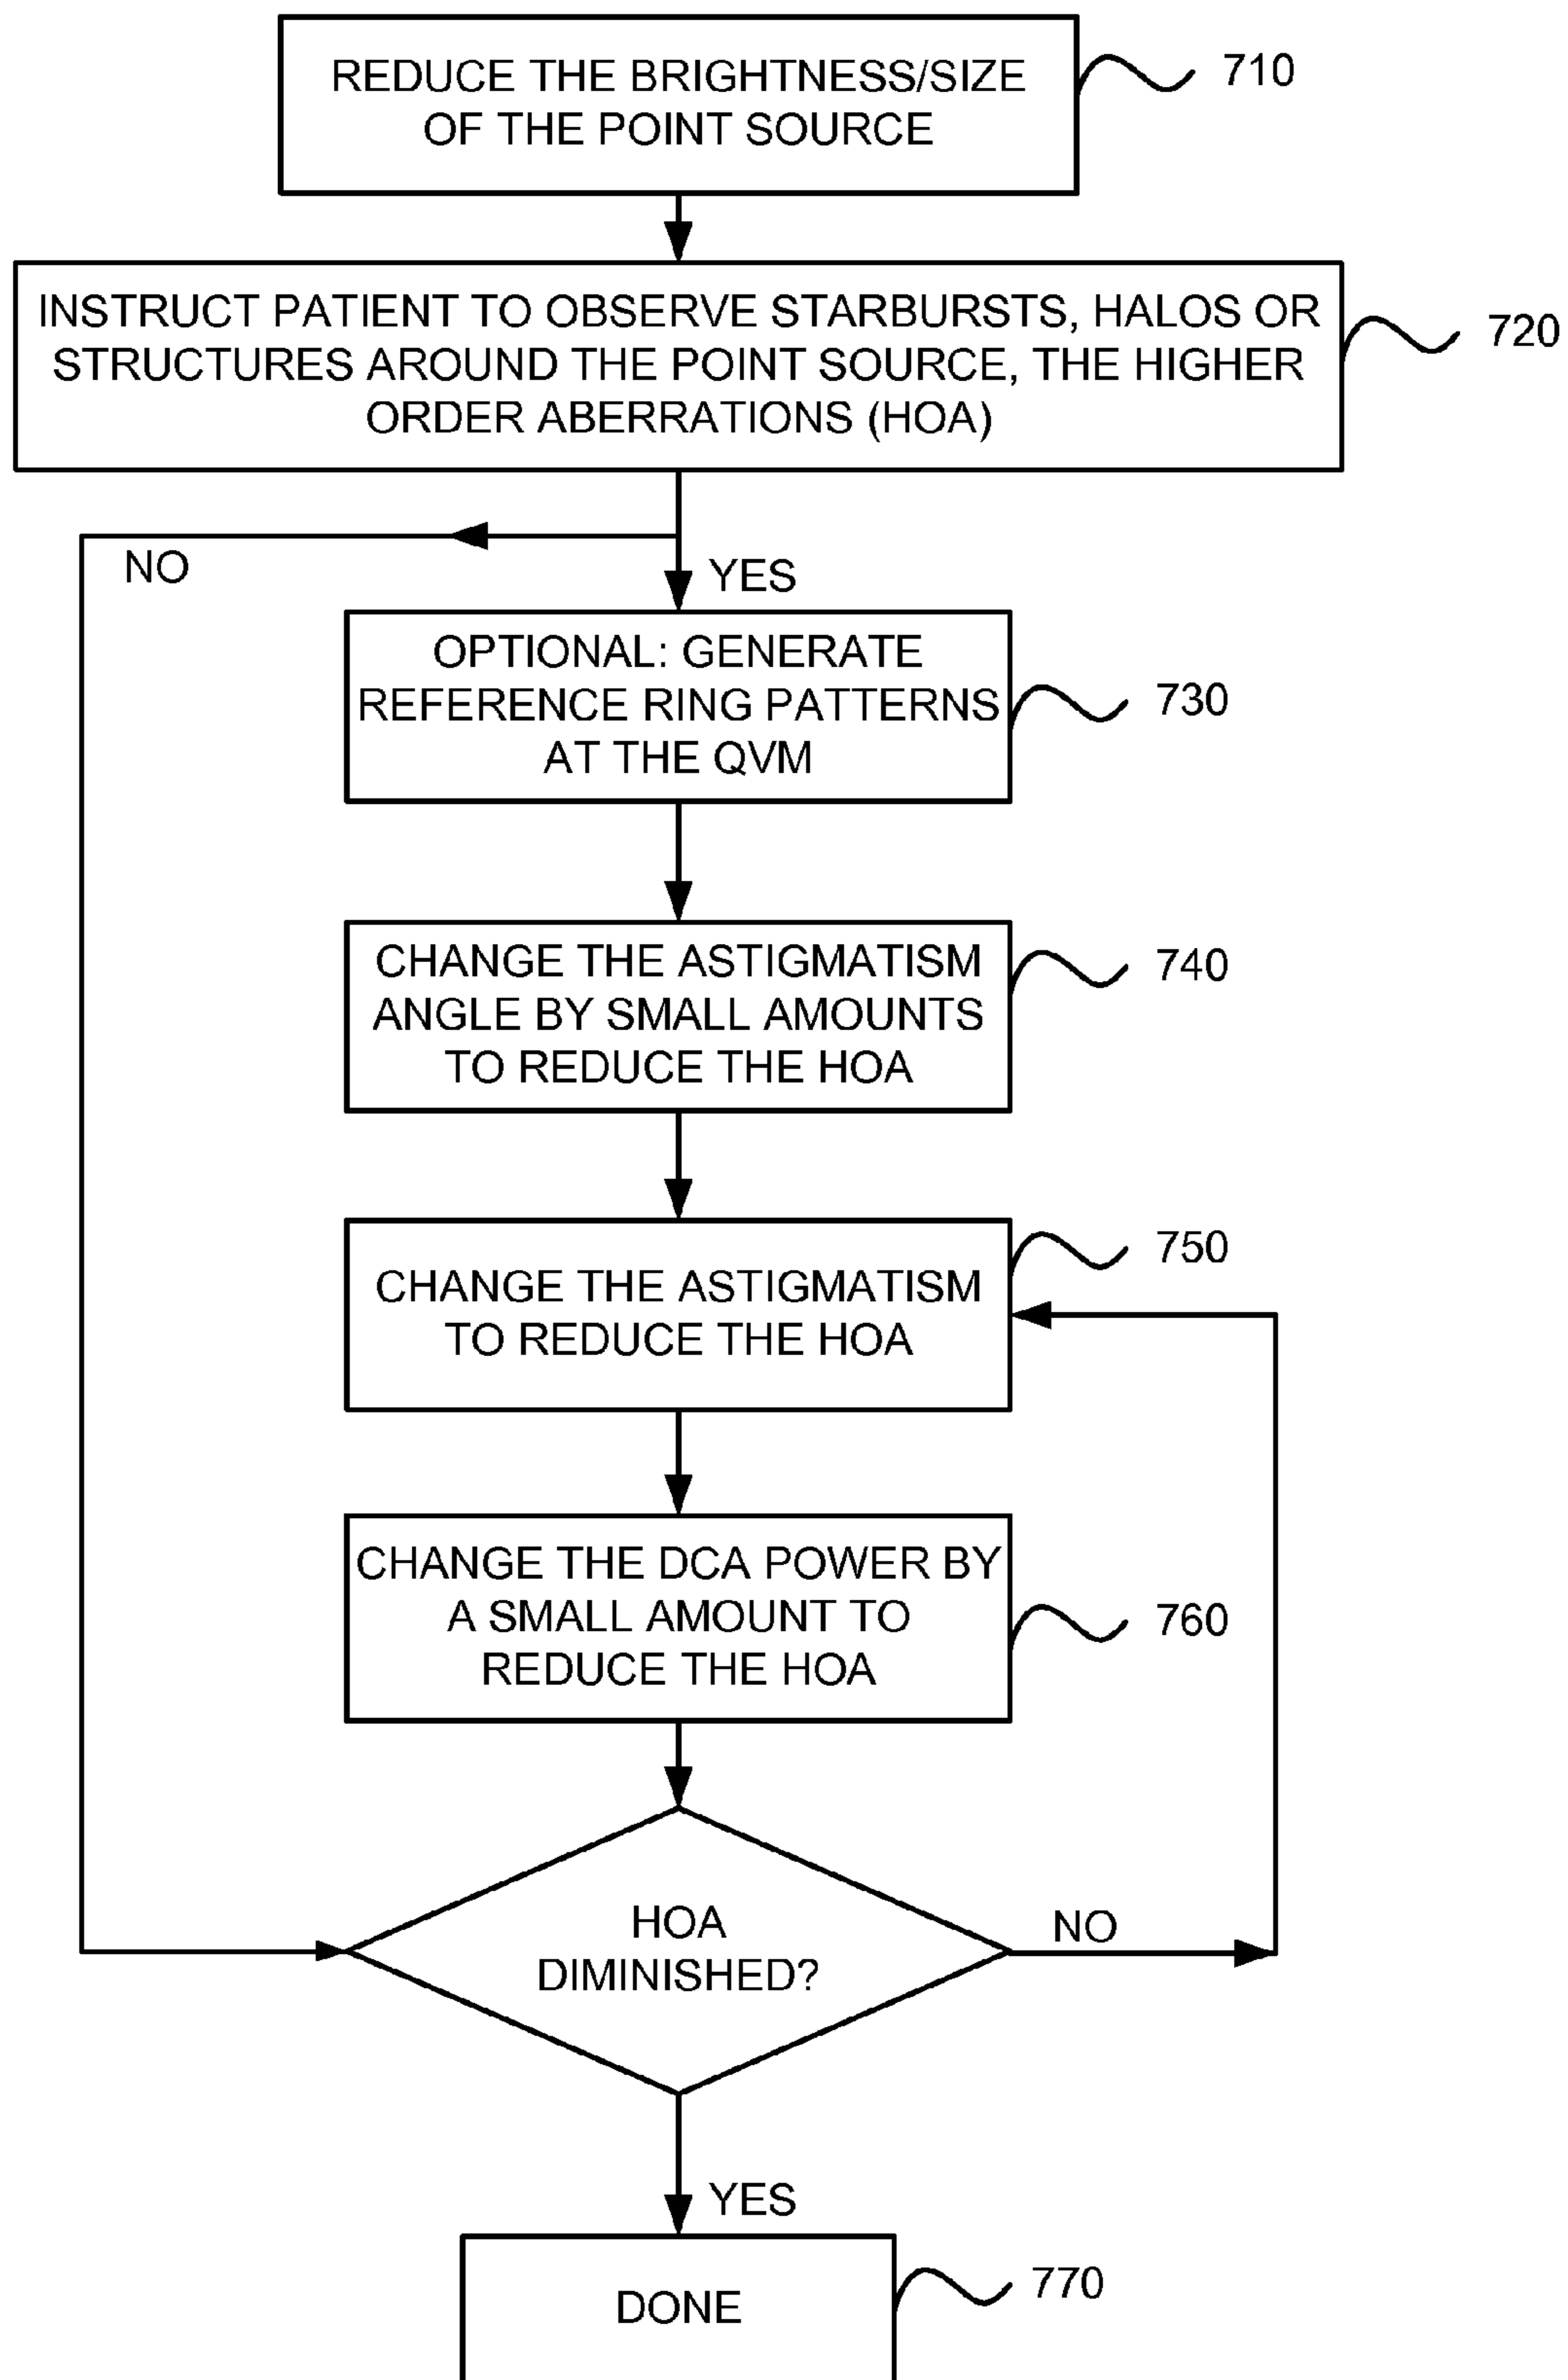 REDUCE THE BRIGHTNESS/SIZE
OF THE POINT SOURCE
710
INSTRUCT PATIENT TO OBSERVE STARBURSTS, HALOS OR
STRUCTURES AROUND THE POINT SOURCE, THE HIGHER
ORDER ABERRATIONS (HOA)
720
NO
YES
OPTIONAL: GENERATE
REFERENCE RING PATTERNS
AT THE QVM
730
CHANGE THE ASTIGMATISM
ANGLE BY SMALL AMOUNTS
TO REDUCE THE HOA
740
CHANGE THE ASTIGMATISM
TO REDUCE THE HOA
750
CHANGE THE DCA POWER BY
A SMALL AMOUNT TO
REDUCE THE HOA
760
HOA
DIMINISHED?
NO
YES
DONE
770